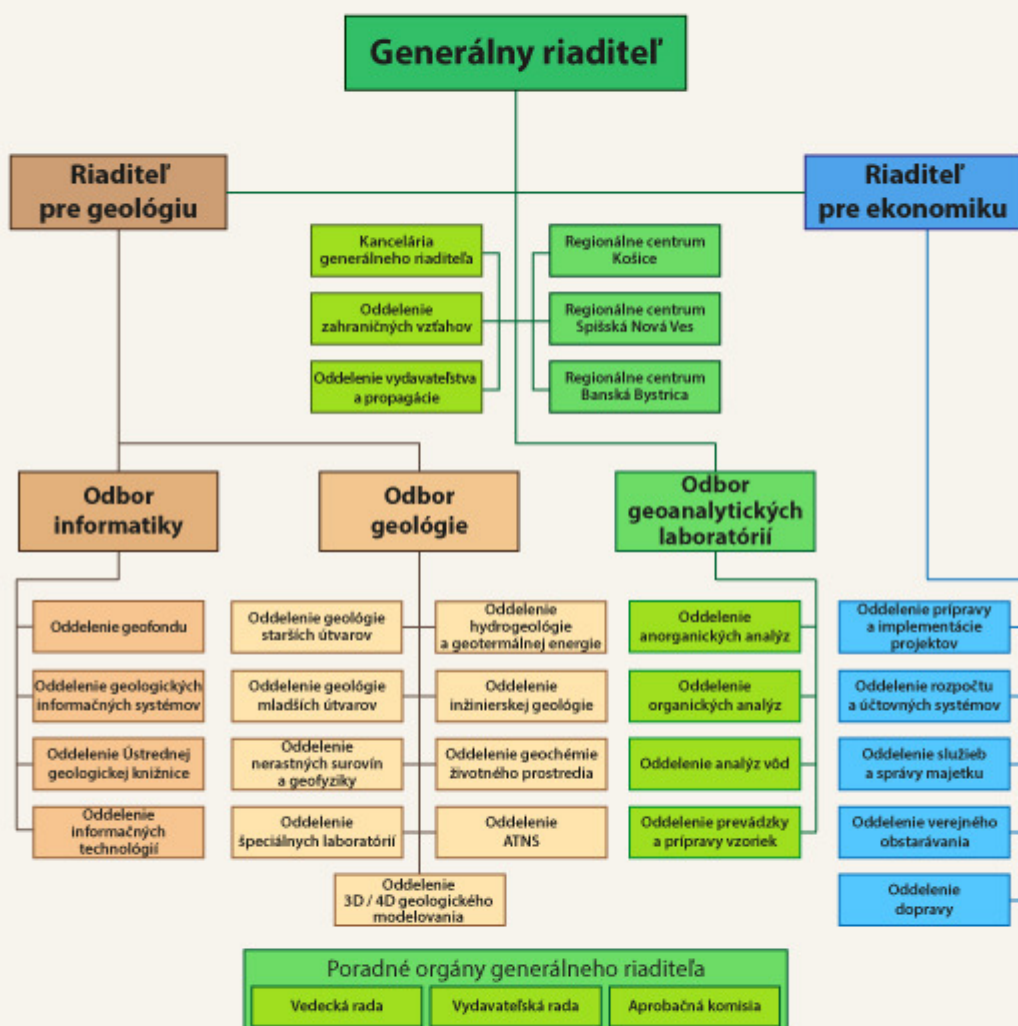 Generálny riaditeľ
Riaditeľ
pre geológiu
Riaditeľ
pre ekonomiku
Kancelária
generálneho riaditeľa
Regionálne centrum
Košice
Oddelenie
zahraničných vzťahov
Regionálne centrum
Spišská Nová Ves
Oddelenie vydavateľstva
a propagácie
Regionálne centrum
Banská Bystrica
Odbor
informatiky
Odbor
geológie
Odbor
geoanalytických
laboratórií
Oddelenie geofondu
Oddelenie geologických
informačných systémov
Oddelenie Ústrednej
geologickej knižnice
Oddelenie
informačných
technológií
Oddelenie geológie
starších útvarov
Oddelenie
hydrogeológie
a geotermálnej energie
Oddelenie geológie
mladších útvarov
Oddelenie
inžinierskej geológie
Oddelenie
nerastných surovín
a geofyziky
Oddelenie geochémie
životného prostredia
Oddelenie
špeciálnych laboratórií
Oddelenie
ATNS
Oddelenie
3D / 4D geologického
modelovania
Oddelenie
anorganických analýz
Oddelenie
organických analýz
Oddelenie analýz vôd
Oddelenie prevádzky
a prípravy vzoriek
Oddelenie prípravy
a implementácie
projektov
Oddelenie rozpočtu
a účtovných systémov
Oddelenie služieb
a správy majetku
Oddelenie verejného
obstarávania
Oddelenie
dopravy
Poradné orgány generálneho riaditeľa
Vedecká rada
Vydavateľská rada
Aprobačná komisia